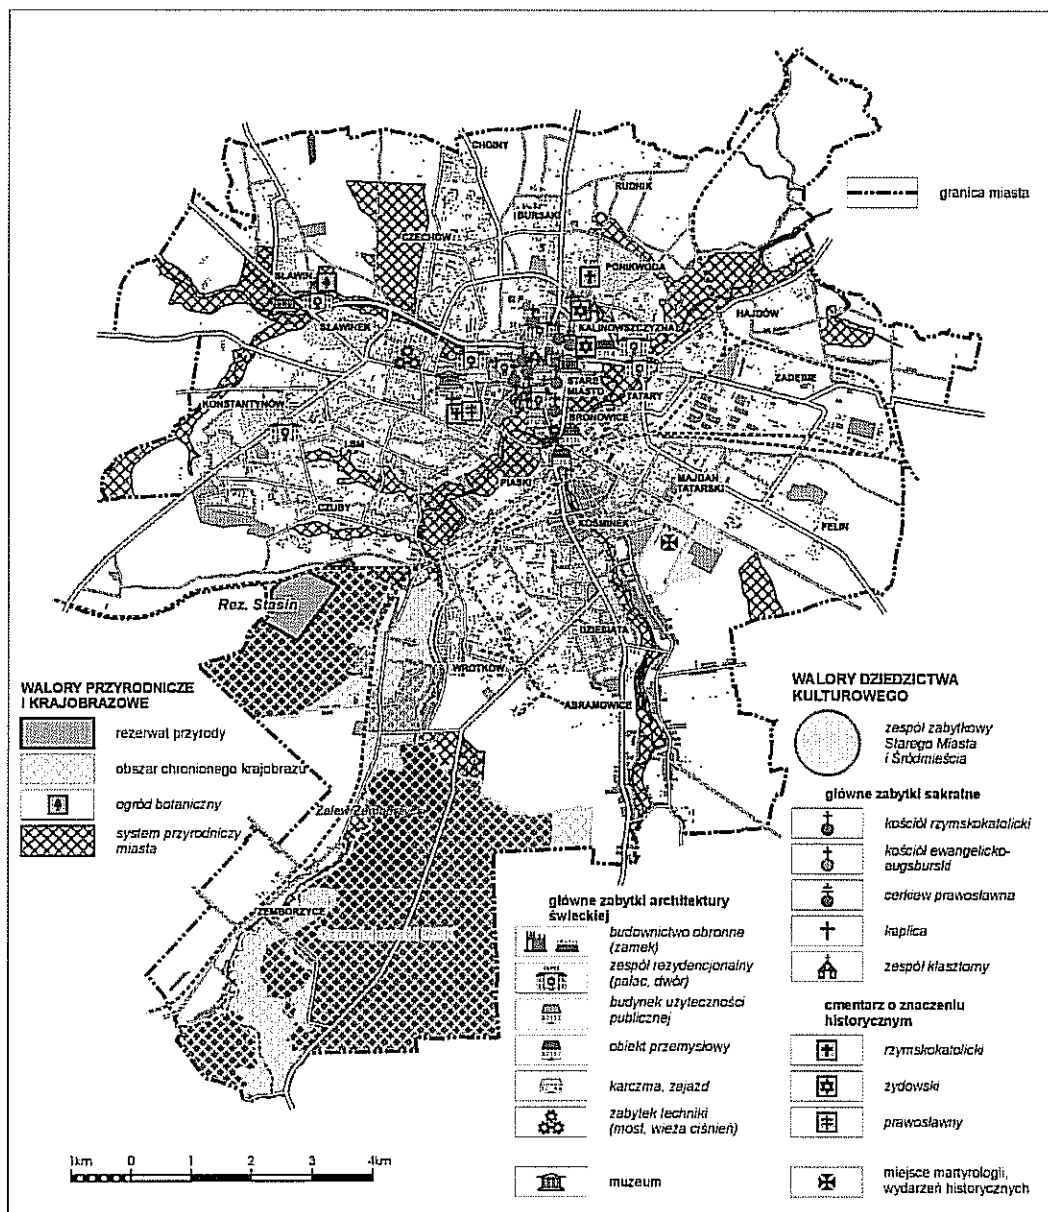 CHOINY
RUDNIK
BURSAKI
granica miasta
CZECHÓW
PONIKWODA
SŁAWIN
HAJDÓW
SŁAWINEK
KALINOWSZCZYZNA
ZADĘBIE
STARE
MIASTO
TATARY
KONSTANTYNÓW
BRONOWICE
LSM
PIASKI
MAJDAN
TATARSKI
CZUBY
KOŚMINEK
FELIN
Rez. Stasin
DZIESIĄTA
WROTKÓW
ABRAMOWICE
Zalew Zemborzycki
ZEMBORZYCE
WALORY PRZYRODNICZE
I KRAJOBRAZOWE
rezerwat przyrody
obszar chronionego krajobrazu
ogród botaniczny
system przyrodniczy
miasta
WALORY DZIEDZICTWA
KULTUROWEGO
zespół zabytkowy
Starego Miasta
i Śródmieścia
główne zabytki sakralne
kościół rzymskokatolicki
kościół ewangelicko-
augsburski
cerkiew prawosławna
kaplica
zespół klasztorny
cmentarz o znaczeniu
historycznym
rzymskokatolicki
żydowski
prawosławny
miejsce martyrologii,
wydarzeń historycznych
główne zabytki architektury
świeckiej
budownictwo obronne
(zamek)
zespół rezydencjonalny
(pałac, dwór)
budynek użyteczności
publicznej
obiekt przemysłowy
karczma, zajazd
zabytek techniki
(most, wieża ciśnień)
muzeum
1km 0 1 2 3 4km